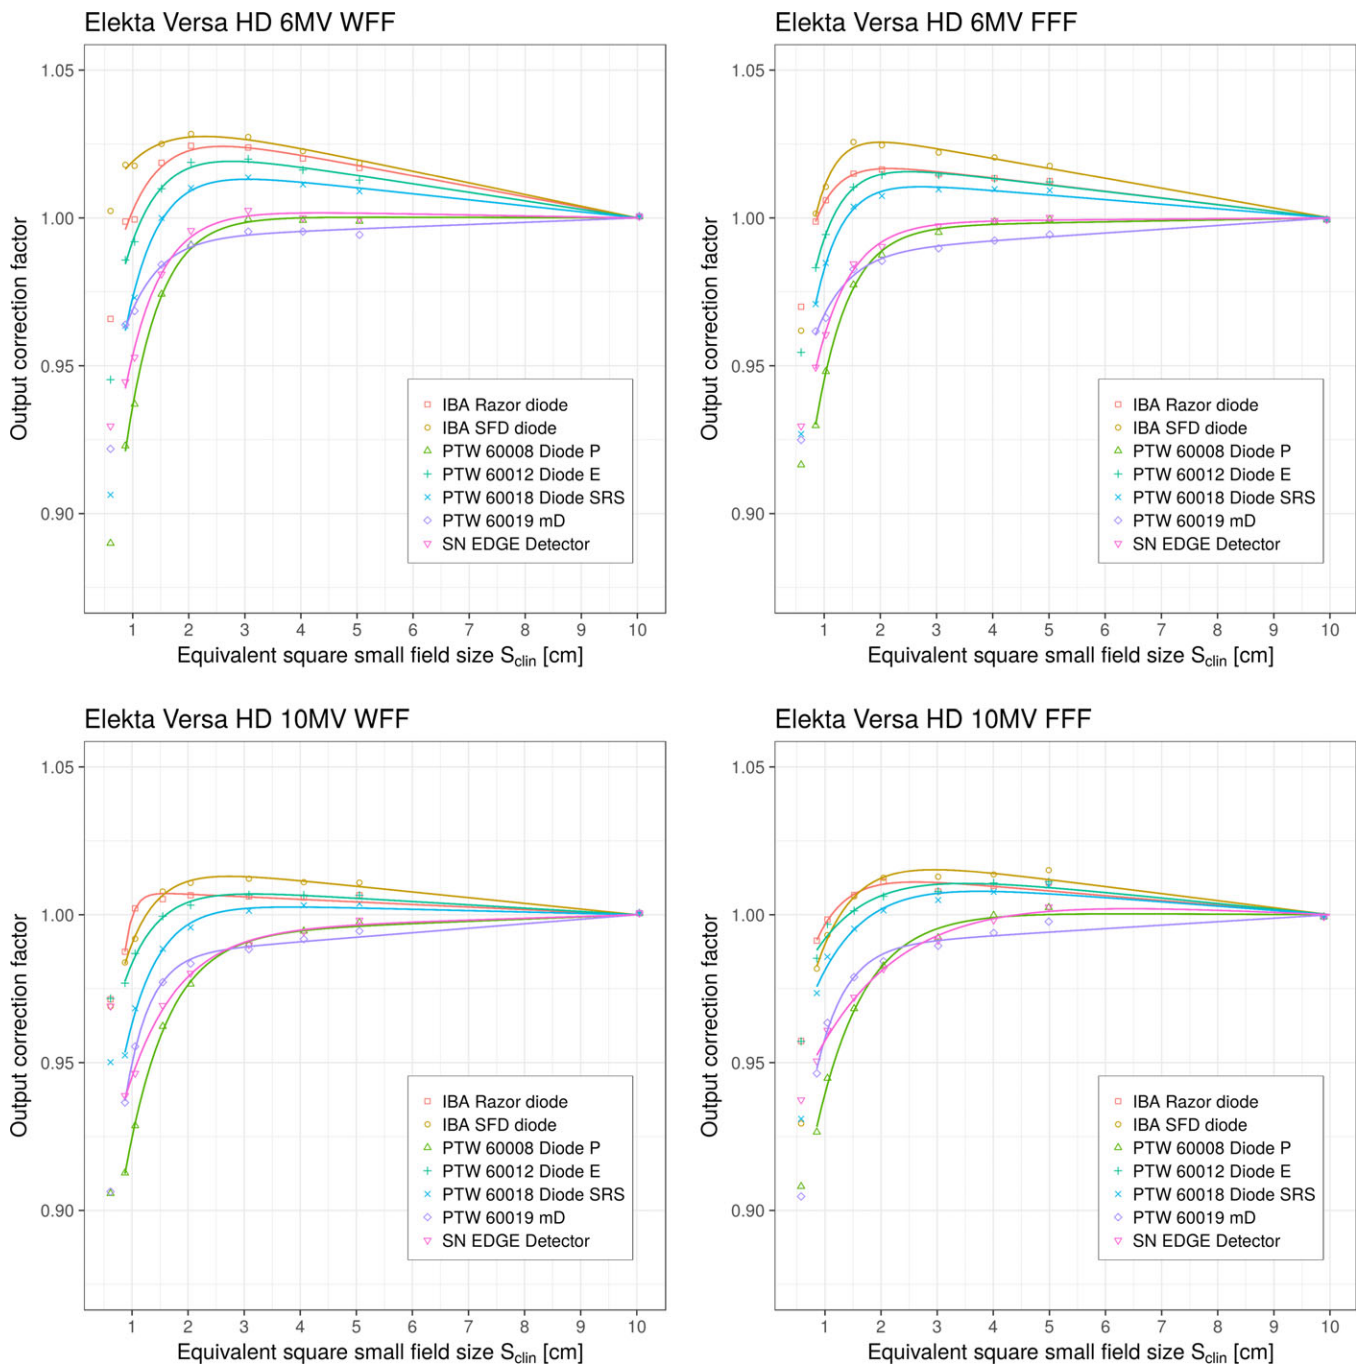 Elekta Versa HD 6MV WFF
Output correction factor
1.05
1.00
0.95
0.90
IBA Razor diode
IBA SFD diode
PTW 60008 Diode P
PTW 60012 Diode E
PTW 60018 Diode SRS
PTW 60019 mD
SN EDGE Detector
1 2 3 4 5 6 7 8 9 10
Equivalent square small field size Sclin [cm]
Elekta Versa HD 6MV FFF
Output correction factor
1.05
1.00
0.95
0.90
IBA Razor diode
IBA SFD diode
PTW 60008 Diode P
PTW 60012 Diode E
PTW 60018 Diode SRS
PTW 60019 mD
SN EDGE Detector
1 2 3 4 5 6 7 8 9 10
Equivalent square small field size Sclin [cm]
Elekta Versa HD 10MV WFF
Output correction factor
1.05
1.00
0.95
0.90
IBA Razor diode
IBA SFD diode
PTW 60008 Diode P
PTW 60012 Diode E
PTW 60018 Diode SRS
PTW 60019 mD
SN EDGE Detector
1 2 3 4 5 6 7 8 9 10
Equivalent square small field size Sclin [cm]
Elekta Versa HD 10MV FFF
Output correction factor
1.05
1.00
0.95
0.90
IBA Razor diode
IBA SFD diode
PTW 60008 Diode P
PTW 60012 Diode E
PTW 60018 Diode SRS
PTW 60019 mD
SN EDGE Detector
1 2 3 4 5 6 7 8 9 10
Equivalent square small field size Sclin [cm]